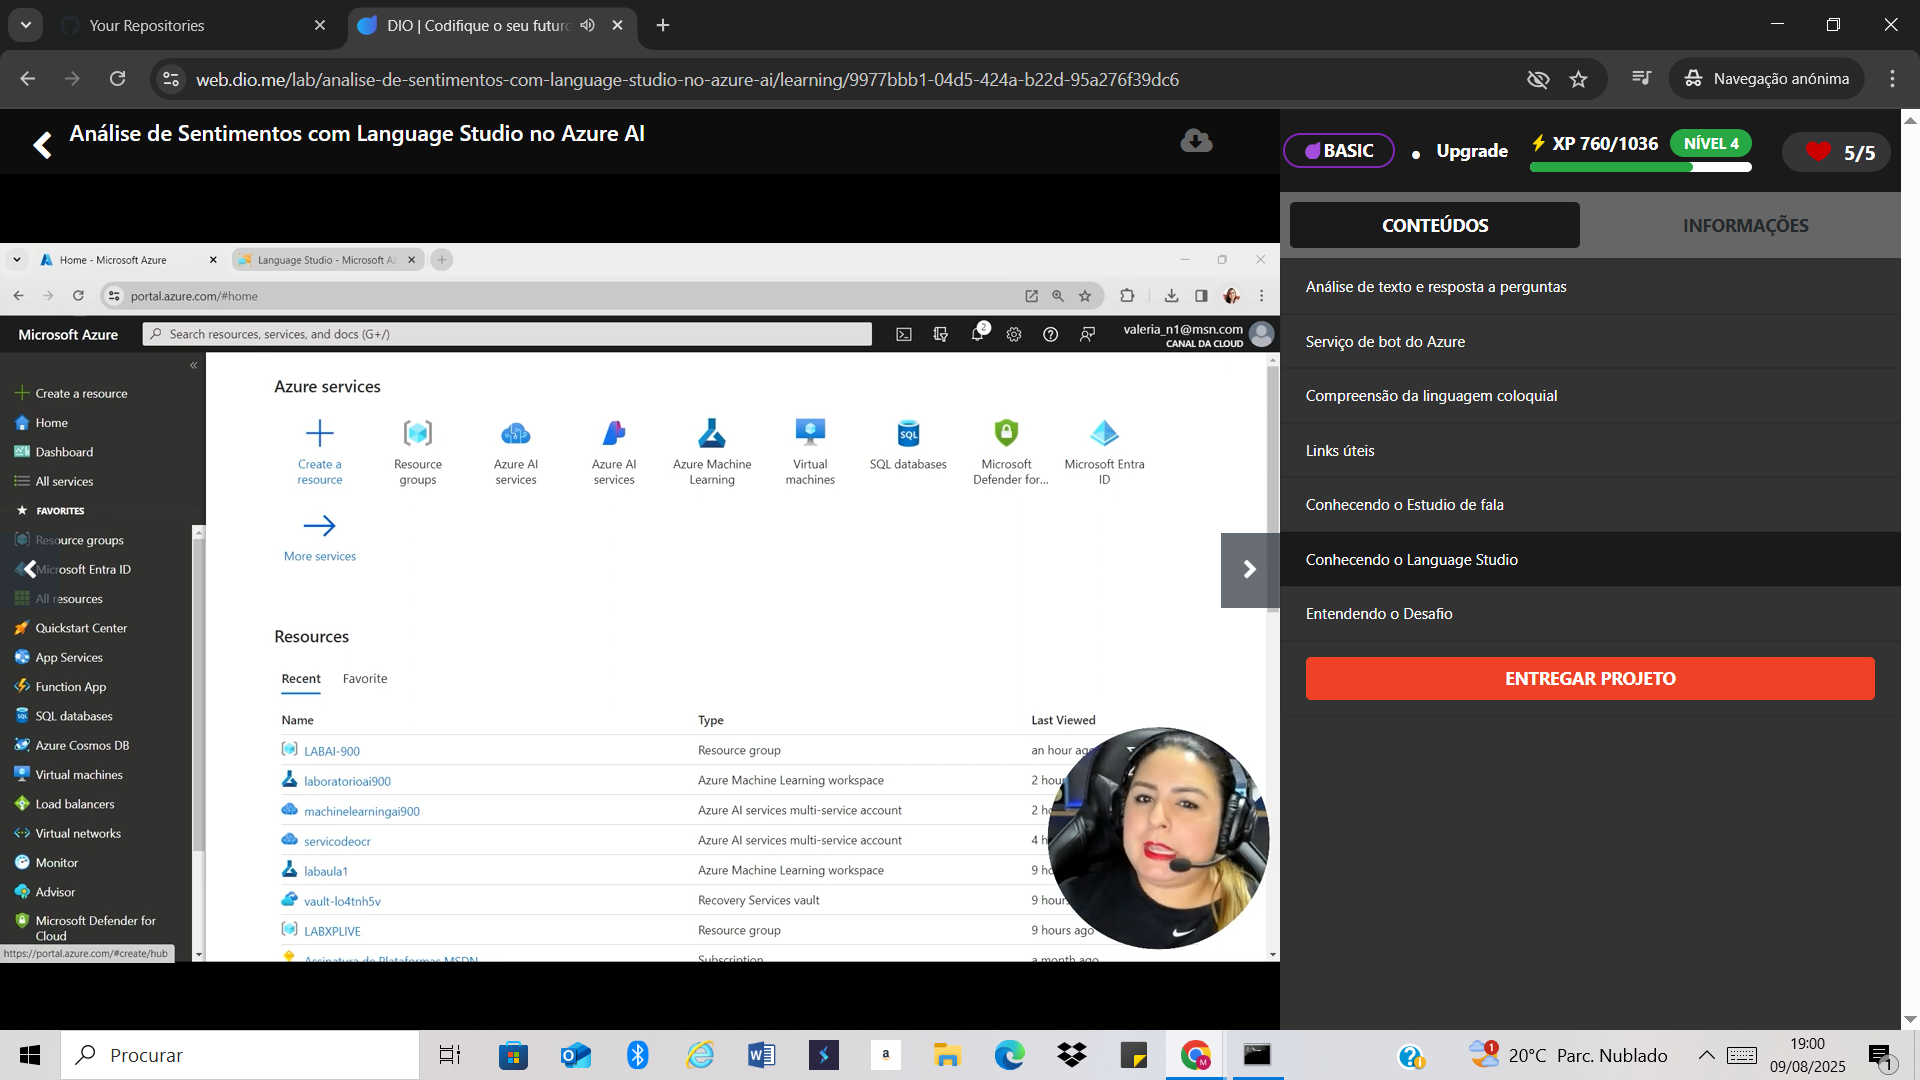 Your Repositories
DIO | Codifique o seu futuro
web.dio.me/lab/analise-de-sentimentos-com-language-studio-no-azure-ai/learning/9977bbb1-04d5-424a-b22d-95a276f39dc6
Navegação anónima
Análise de Sentimentos com Language Studio no Azure AI
BASIC
Upgrade
XP 760/1036
NÍVEL 4
5/5
CONTEÚDOS
INFORMAÇÕES
Análise de texto e resposta a perguntas
Serviço de bot do Azure
Compreensão da linguagem coloquial
Links úteis
Conhecendo o Estudio de fala
Conhecendo o Language Studio
Entendendo o Desafio
ENTREGAR PROJETO
Home - Microsoft Azure
Language Studio - Microsoft Az
portal.azure.com/#home
Microsoft Azure
Search resources, services, and docs (G+/)
2
valeria_n1@msn.com
CANAL DA CLOUD
Create a resource
Home
Dashboard
All services
FAVORITES
Resource groups
Microsoft Entra ID
All resources
Quickstart Center
App Services
Function App
SQL databases
Azure Cosmos DB
Virtual machines
Load balancers
Virtual networks
Monitor
Advisor
Microsoft Defender for
Cloud
https://portal.azure.com/#create/hub
Azure services
Create a resource
Resource groups
Azure AI services
Azure AI services
Azure Machine Learning
Virtual machines
SQL databases
Microsoft Defender for...
Microsoft Entra ID
More services
Resources
Recent
Favorite
Name
Type
Last Viewed
LABAI-900
Resource group
an hour ago
laboratorioai900
Azure Machine Learning workspace
2 hour
machinelearningai900
Azure AI services multi-service account
2 ho
servicodeocr
Azure AI services multi-service account
4 h
labaula1
Azure Machine Learning workspace
9 ho
vault-lo4tnh5v
Recovery Services vault
9 hour
LABXPLIVE
Resource group
9 hours ago
Assinatura de Plataformas MSDN
Subscription
a month ago
Procurar
1
20°C Parc. Nublado
19:00
09/08/2025
1